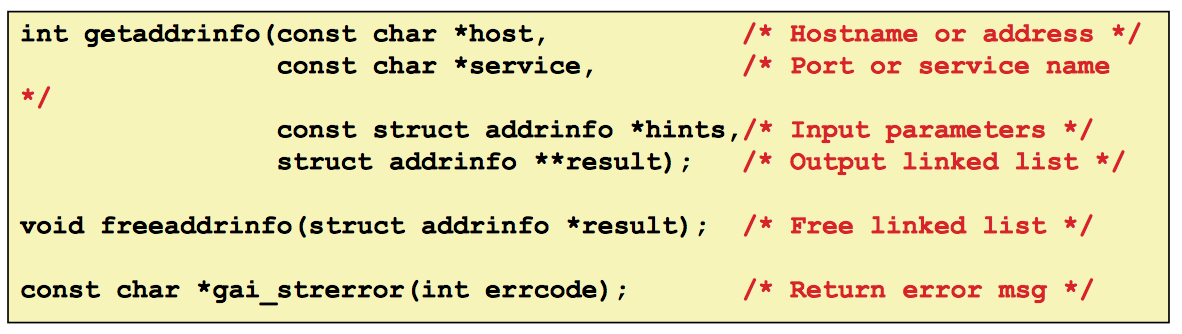 int getaddrinfo(const char *host,            /* Hostname or address */
                const char *service,         /* Port or service name
*/
                const struct addrinfo *hints,/* Input parameters */
                struct addrinfo **result);   /* Output linked list */
void freeaddrinfo(struct addrinfo *result);  /* Free linked list */
const char *gai_strerror(int errcode);       /* Return error msg */